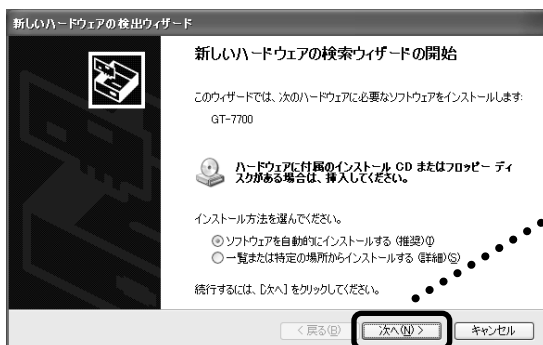 新しいハードウェアの検出ウィザード
新しいハードウェアの検索ウィザードの開始
このウィザードでは、次のハードウェアに必要なソフトウェアをインストールします:
GT-7700
ハードウェアに付属のインストール CD またはフロッピー ディ
スクがある場合は、挿入してください。
インストール方法を選んでください。
ソフトウェアを自動的にインストールする (推奨)(I)
一覧または特定の場所からインストールする (詳細)(S)
続行するには、[次へ] をクリックしてください。
< 戻る(B) 次へ(N) > キャンセル